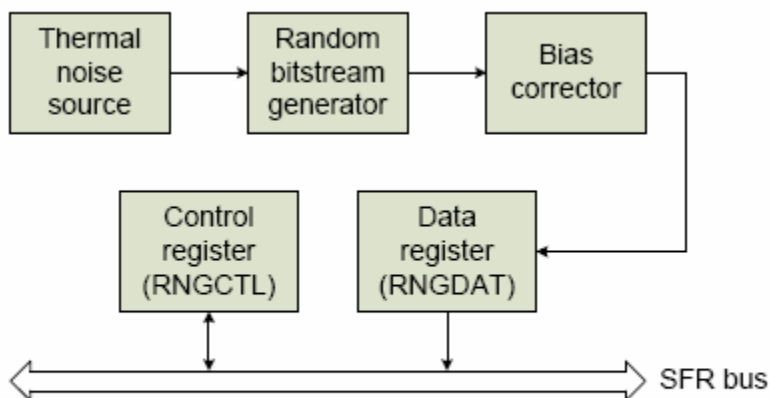 Thermal
noise
source
Random
bitstream
generator
Bias
corrector
Control
register
(RNGCTL)
Data
register
(RNGDAT)
SFR bus